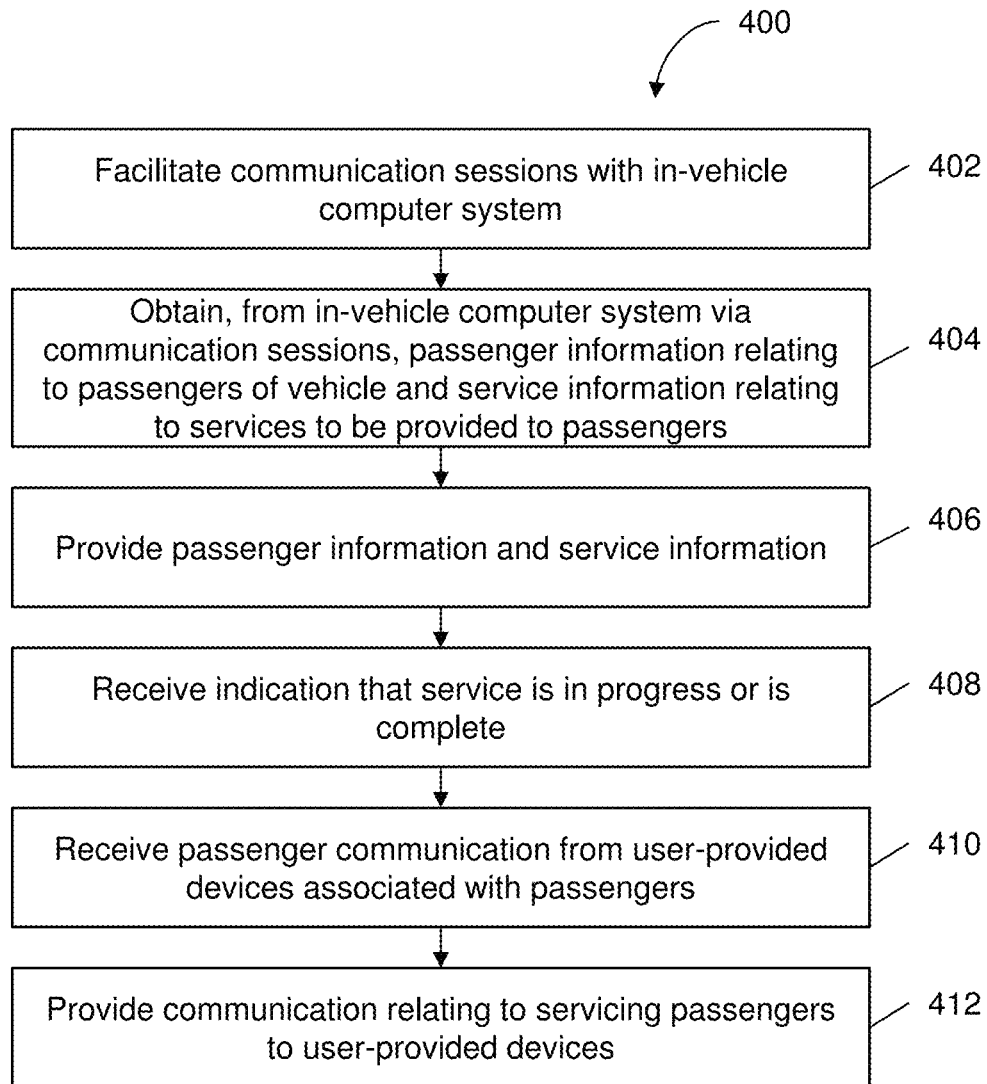 400
Facilitate communication sessions with in-vehicle
computer system
402
Obtain, from in-vehicle computer system via
communication sessions, passenger information relating
to passengers of vehicle and service information relating
to services to be provided to passengers
404
Provide passenger information and service information
406
Receive indication that service is in progress or is
complete
408
Receive passenger communication from user-provided
devices associated with passengers
410
Provide communication relating to servicing passengers
to user-provided devices
412